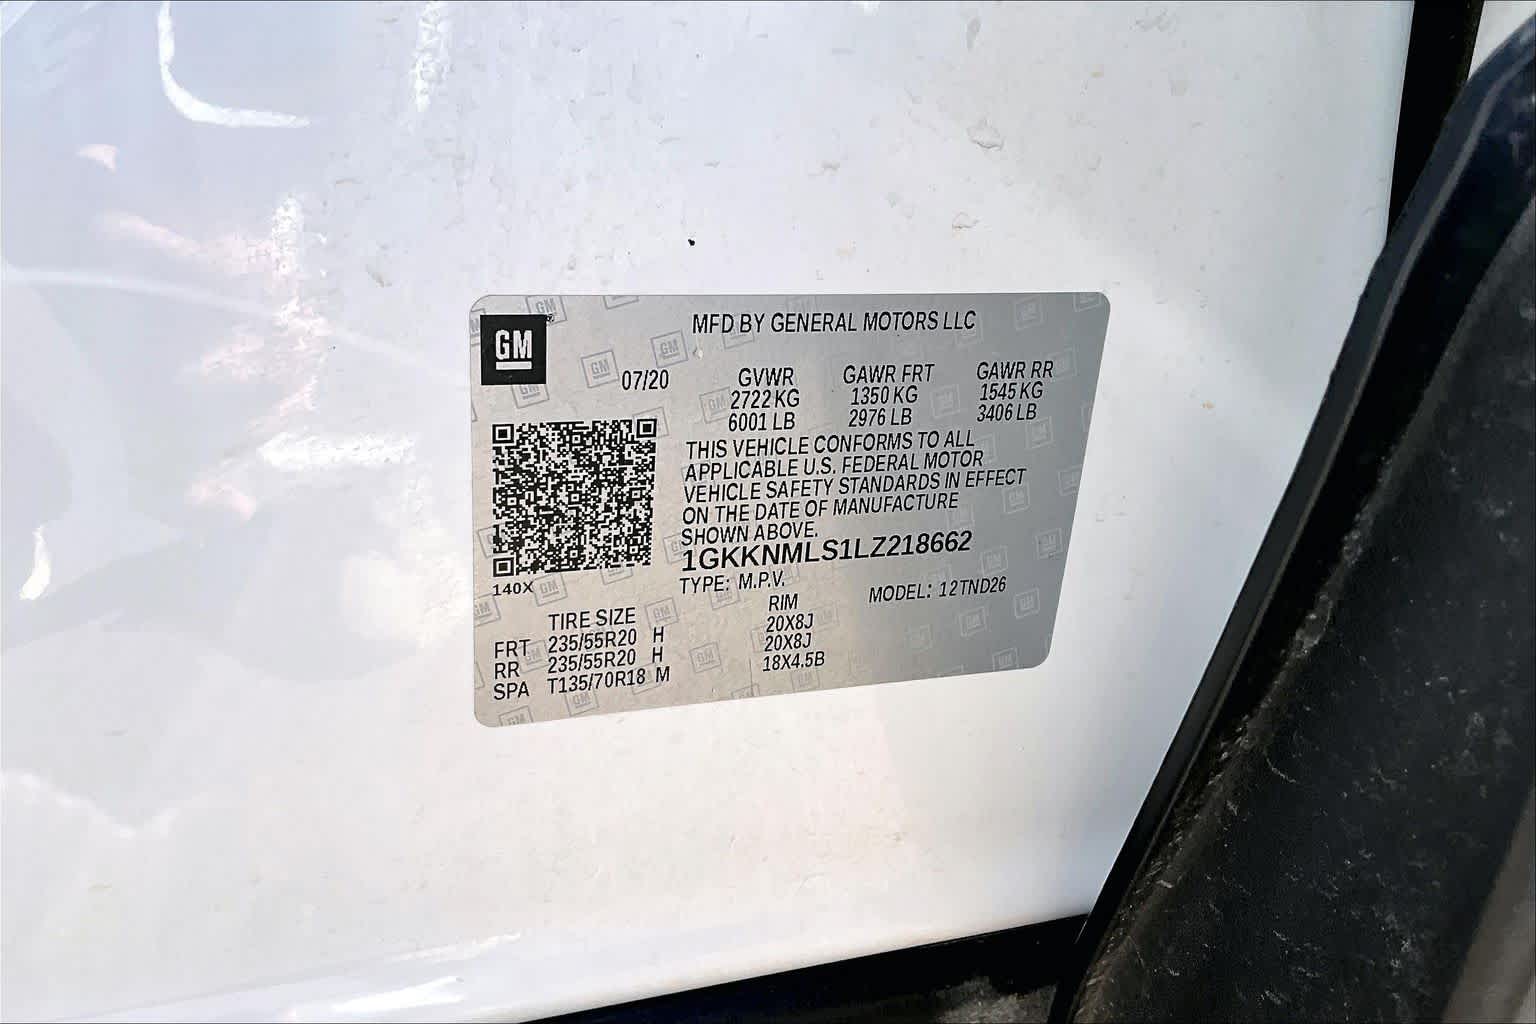 GM
MFD BY GENERAL MOTORS LLC
07/20
GVWR GAWR FRT GAWR RR
2722 KG 1350 KG 1545 KG
6001 LB 2976 LB 3406 LB
THIS VEHICLE CONFORMS TO ALL
APPLICABLE U.S. FEDERAL MOTOR
VEHICLE SAFETY STANDARDS IN EFFECT
ON THE DATE OF MANUFACTURE
SHOWN ABOVE.
1GKKNMLS1LZ218662
140X
TYPE: M.P.V. MODEL: 12TND26
TIRE SIZE RIM
FRT 235/55R20 H 20X8J
RR 235/55R20 H 20X8J
SPA T135/70R18 M 18X4.5B